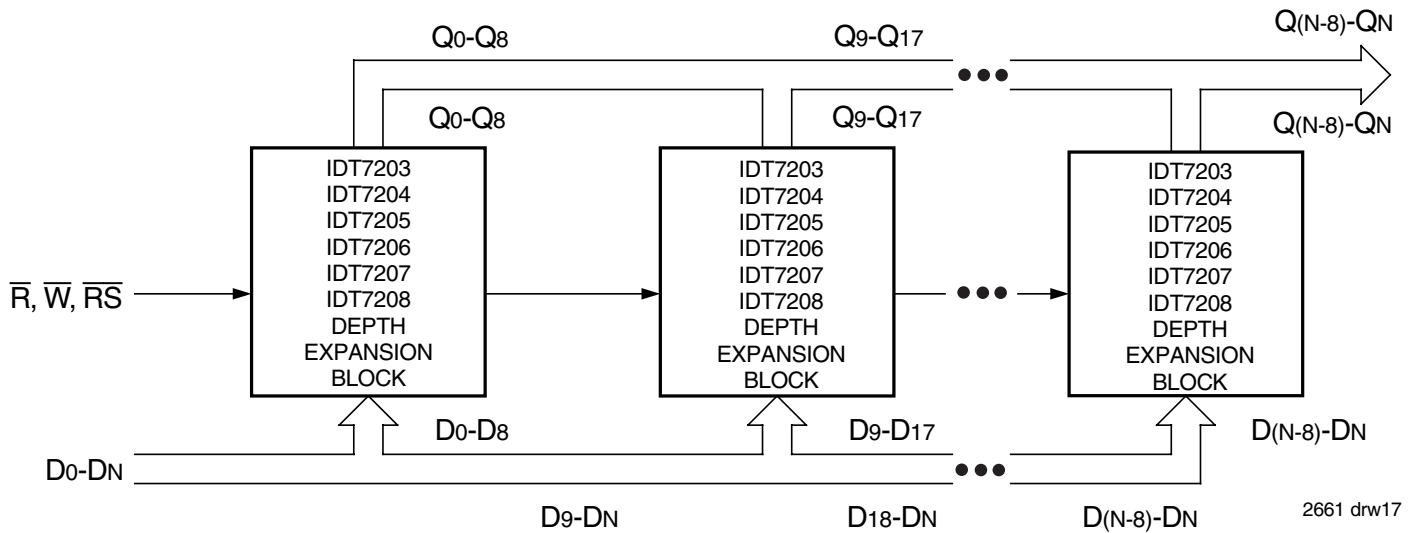 Q0-Q8
Q9-Q17
Q(N-8)-QN
Q0-Q8
Q9-Q17
Q(N-8)-QN
IDT7203
IDT7204
IDT7205
IDT7206
IDT7207
IDT7208
DEPTH
EXPANSION
BLOCK
IDT7203
IDT7204
IDT7205
IDT7206
IDT7207
IDT7208
DEPTH
EXPANSION
BLOCK
IDT7203
IDT7204
IDT7205
IDT7206
IDT7207
IDT7208
DEPTH
EXPANSION
BLOCK
R̅, W̅, R̅S̅
D0-D8
D9-D17
D(N-8)-DN
D0-DN
D9-DN
D18-DN
D(N-8)-DN
2661 drw17